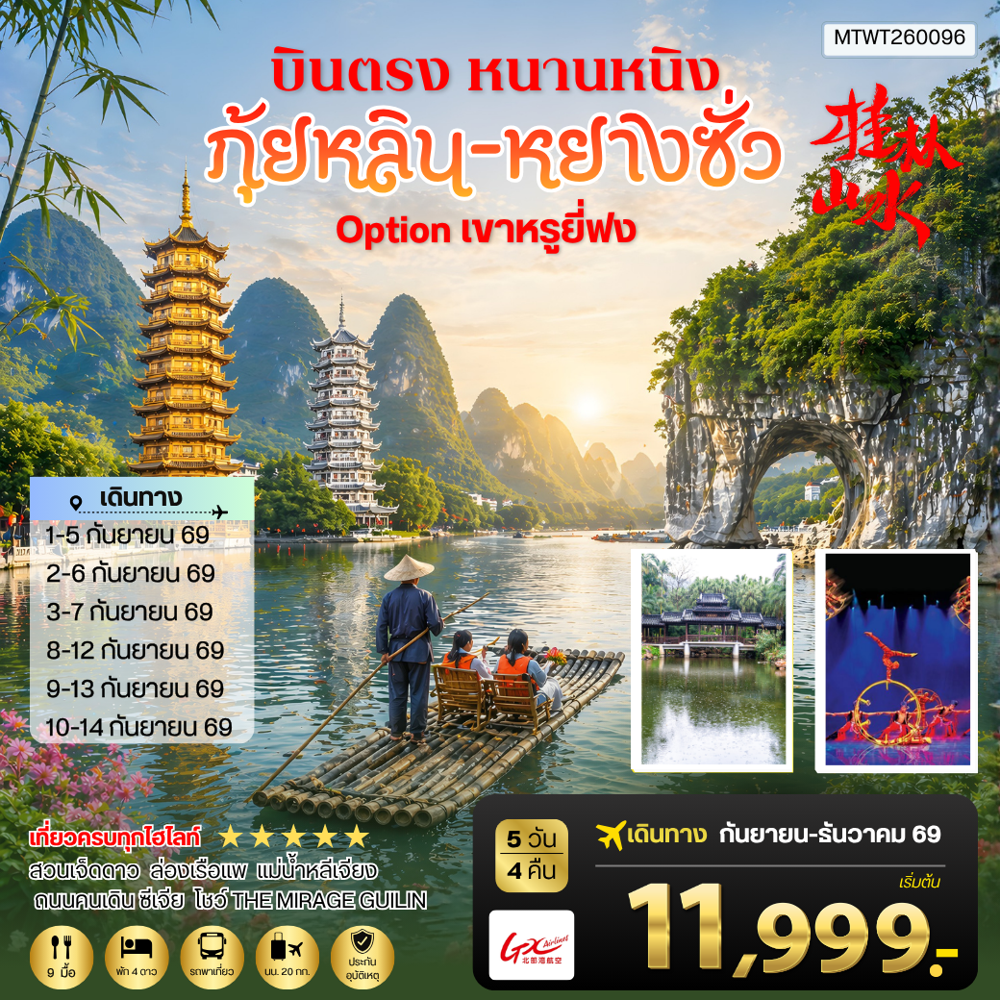 MTWT260096
บินตรง หนานหนิง
กุ้ยหลิน-หยางซั่ว
Option เขาหรูยี่ฟง
桂林
山水
เดินทาง
1-5 กันยายน 69
2-6 กันยายน 69
3-7 กันยายน 69
8-12 กันยายน 69
9-13 กันยายน 69
10-14 กันยายน 69
เที่ยวครบทุกไฮไลท์
สวนเจ็ดดาว ล่องเรือแพ แม่น้ำหลีเจียง
ถนนคนเดิน ซีเจีย โชว์ THE MIRAGE GUILIN
9 มื้อ
พัก 4 ดาว
รถพาเที่ยว
นน. 20 กก.
ประกัน
อุบัติเหตุ
5 วัน
4 คืน
เดินทาง กันยายน-ธันวาคม 69
เริ่มต้น
11,999.-
GX Airlines
北部湾航空